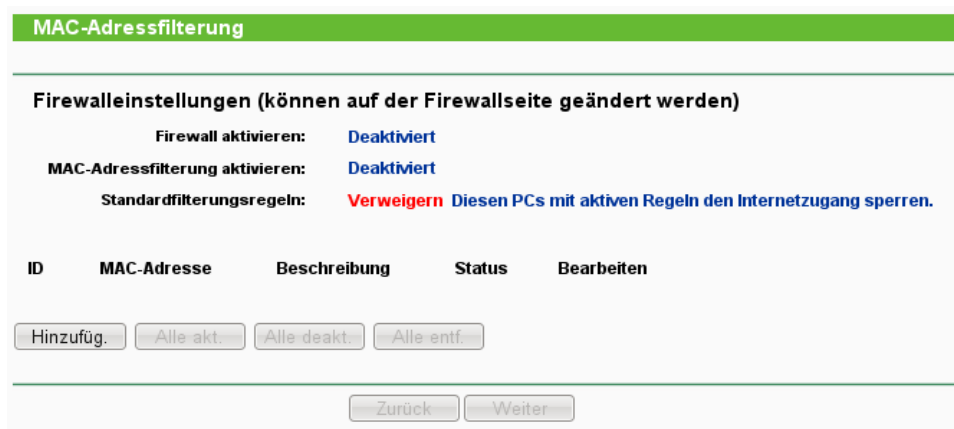 MAC-Adressfilterung
Firewalleinstellungen (können auf der Firewallseite geändert werden)
Firewall aktivieren: Deaktiviert
MAC-Adressfilterung aktivieren: Deaktiviert
Standardfilterungsregeln: Verweigern Diesen PCs mit aktiven Regeln den Internetzugang sperren.
ID MAC-Adresse Beschreibung Status Bearbeiten
Hinzufüg. Alle akt. Alle deakt. Alle entf.
Zurück Weiter